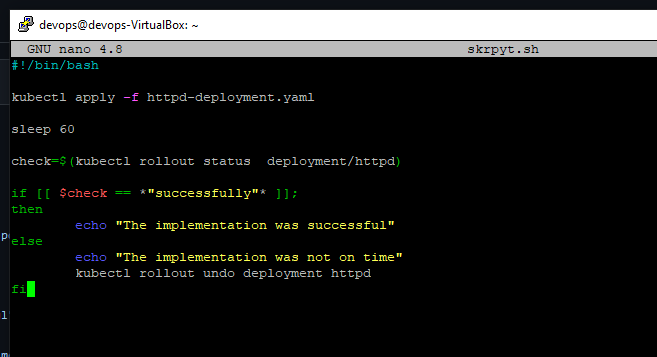 devops@devops-VirtualBox: ~
GNU nano 4.8 skrpyt.sh
#!/bin/bash
kubectl apply -f httpd-deployment.yaml
sleep 60
check=$(kubectl rollout status  deployment/httpd)
if [[ $check == *"successfully"* ]];
then
        echo "The implementation was successful"
else
        echo "The implementation was not on time"
        kubectl rollout undo deployment httpd
fi